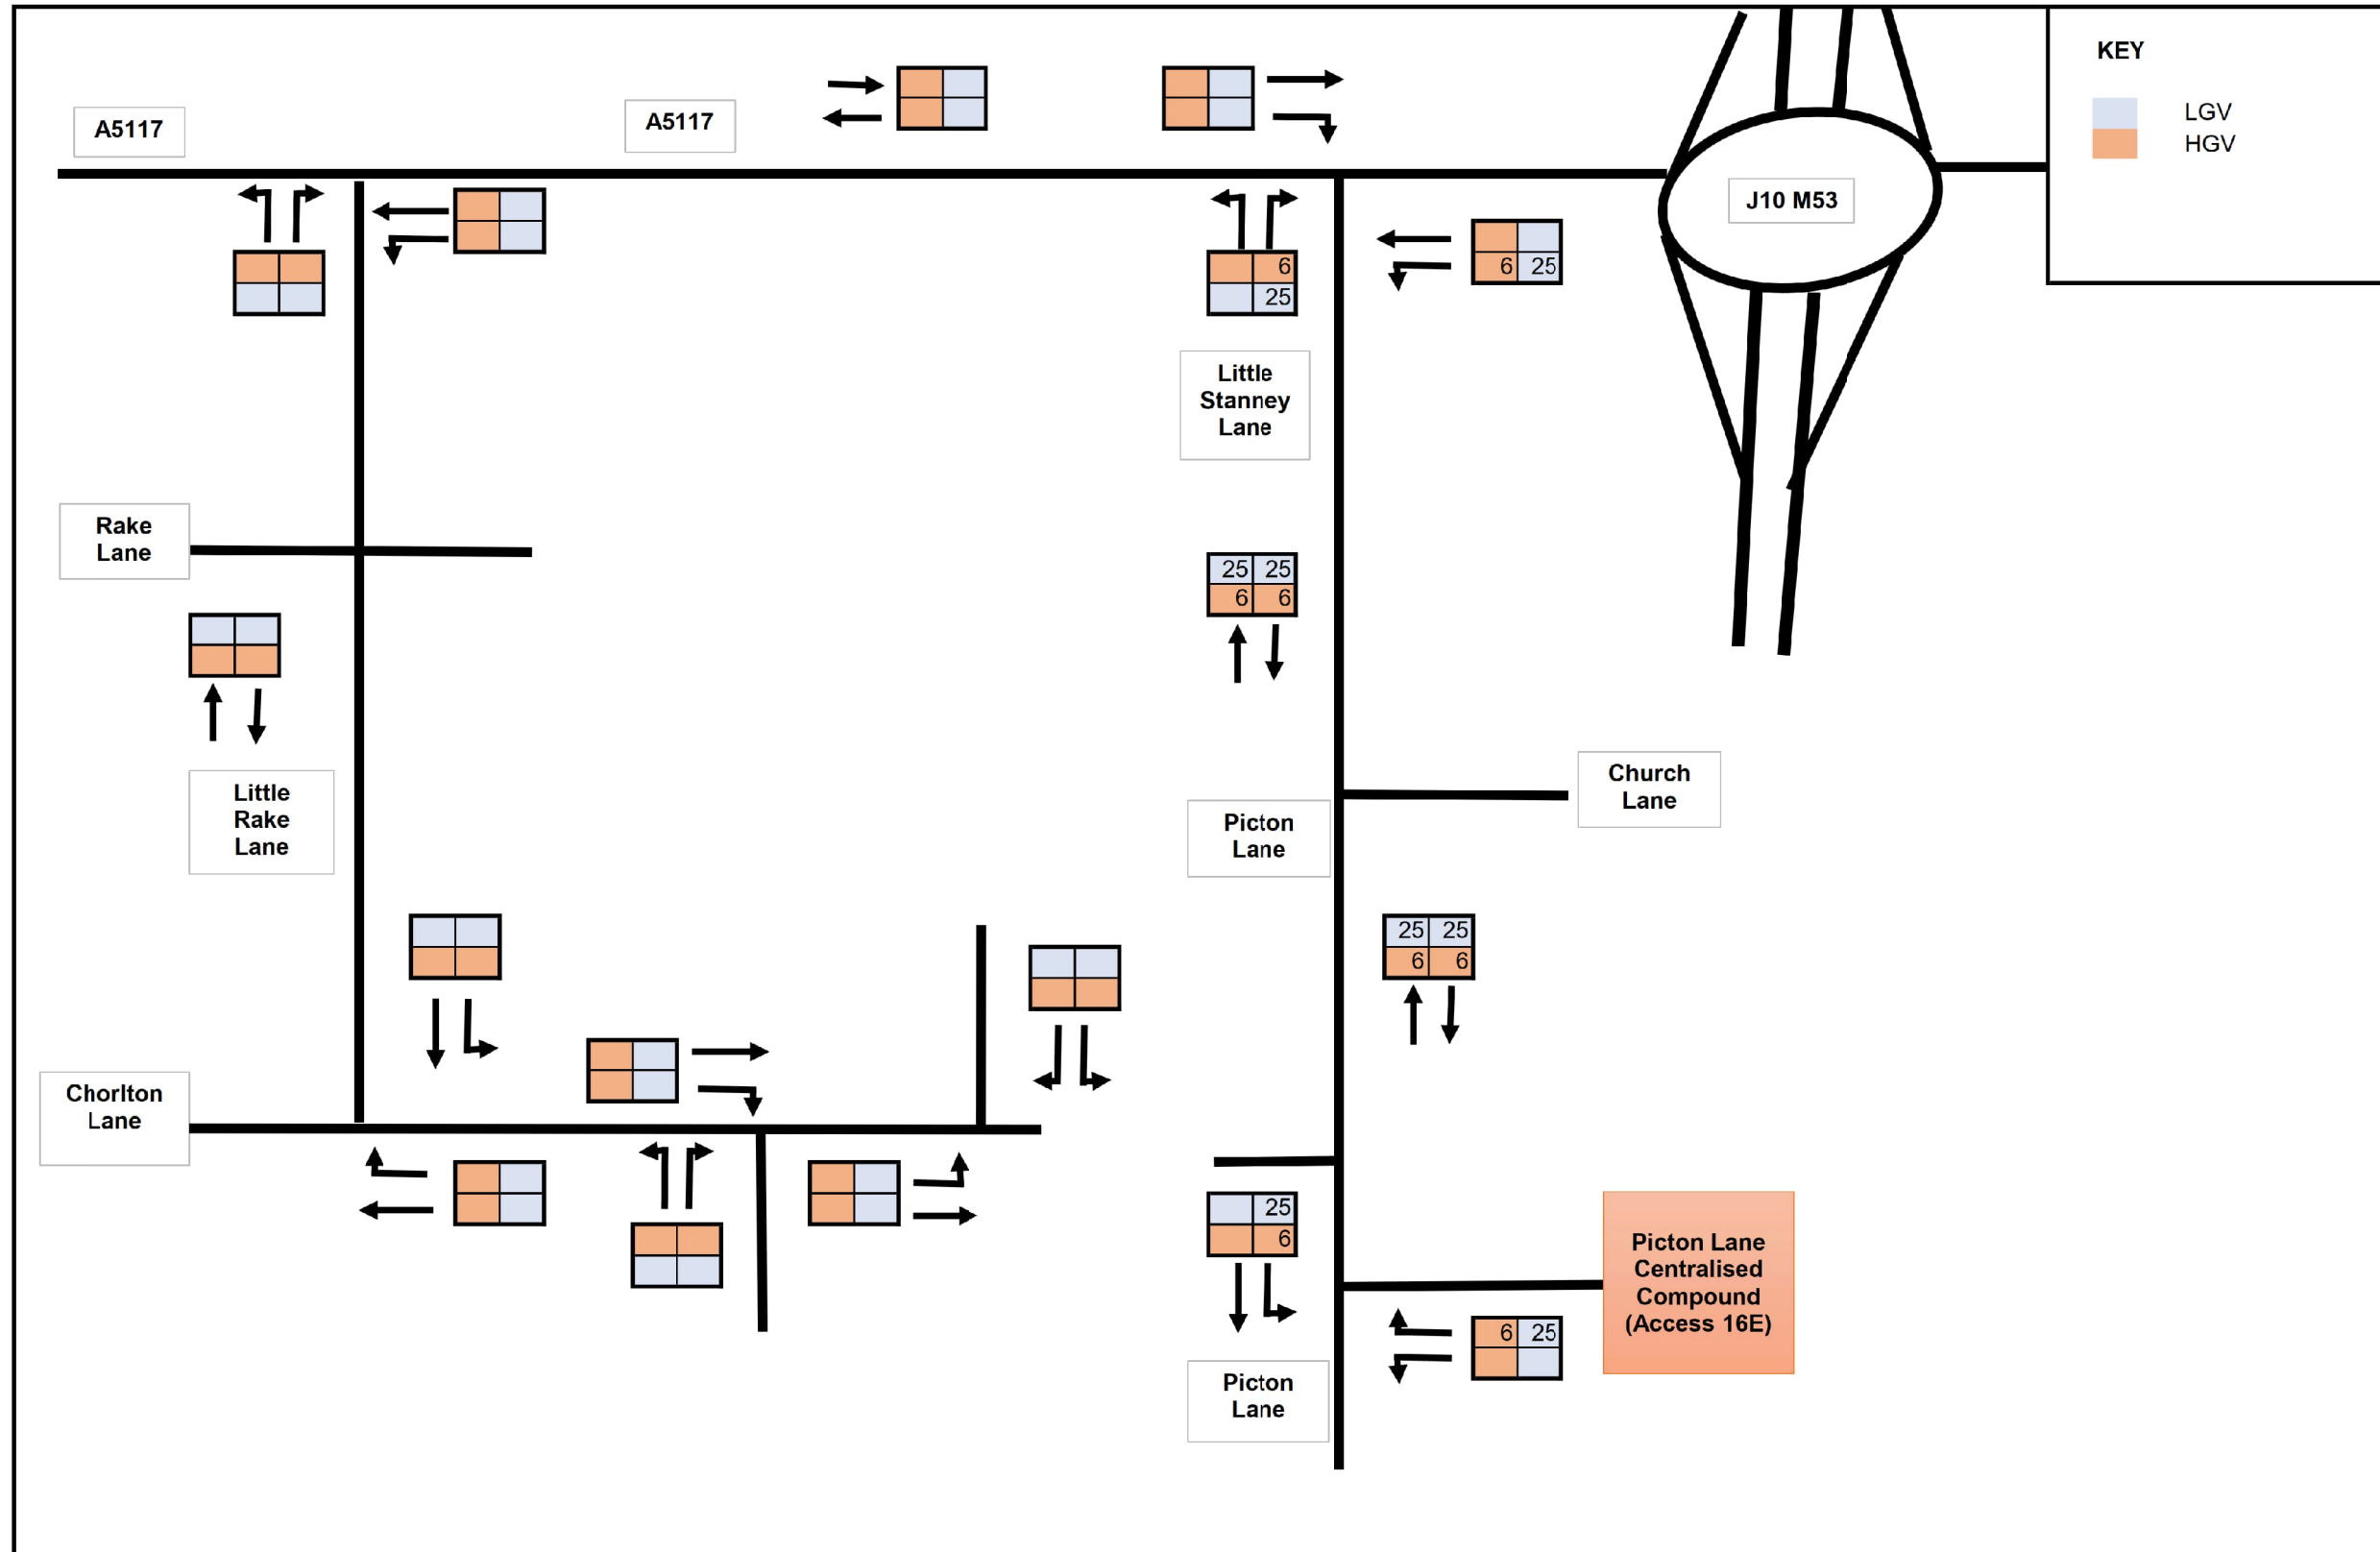 KEY
LGV
HGV
A5117
A5117
J10 M53
6
25
6 25
Little
Stanney
Lane
Rake
Lane
25 25
6 6
Little
Rake
Lane
Church
Lane
Picton
Lane
25 25
6 6
Chorlton
Lane
25
6
Picton Lane
Centralised
Compound
(Access 16E)
6 25
Picton
Lane